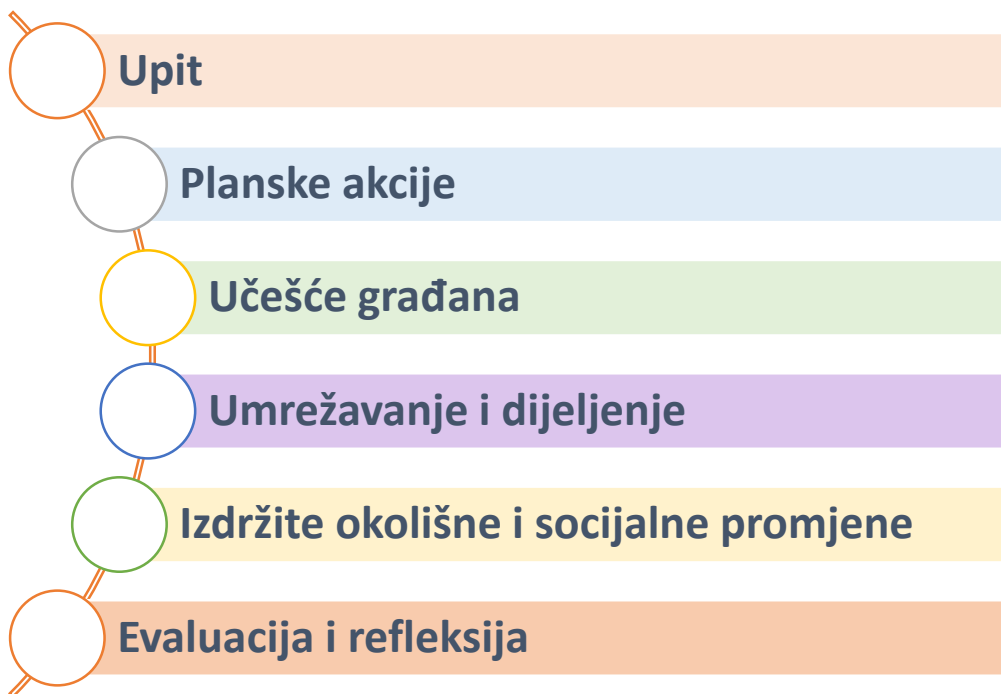 Upit
Planske akcije
Učešće građana
Umrežavanje i dijeljenje
Izdržite okolišne i socijalne promjene
Evaluacija i refleksija